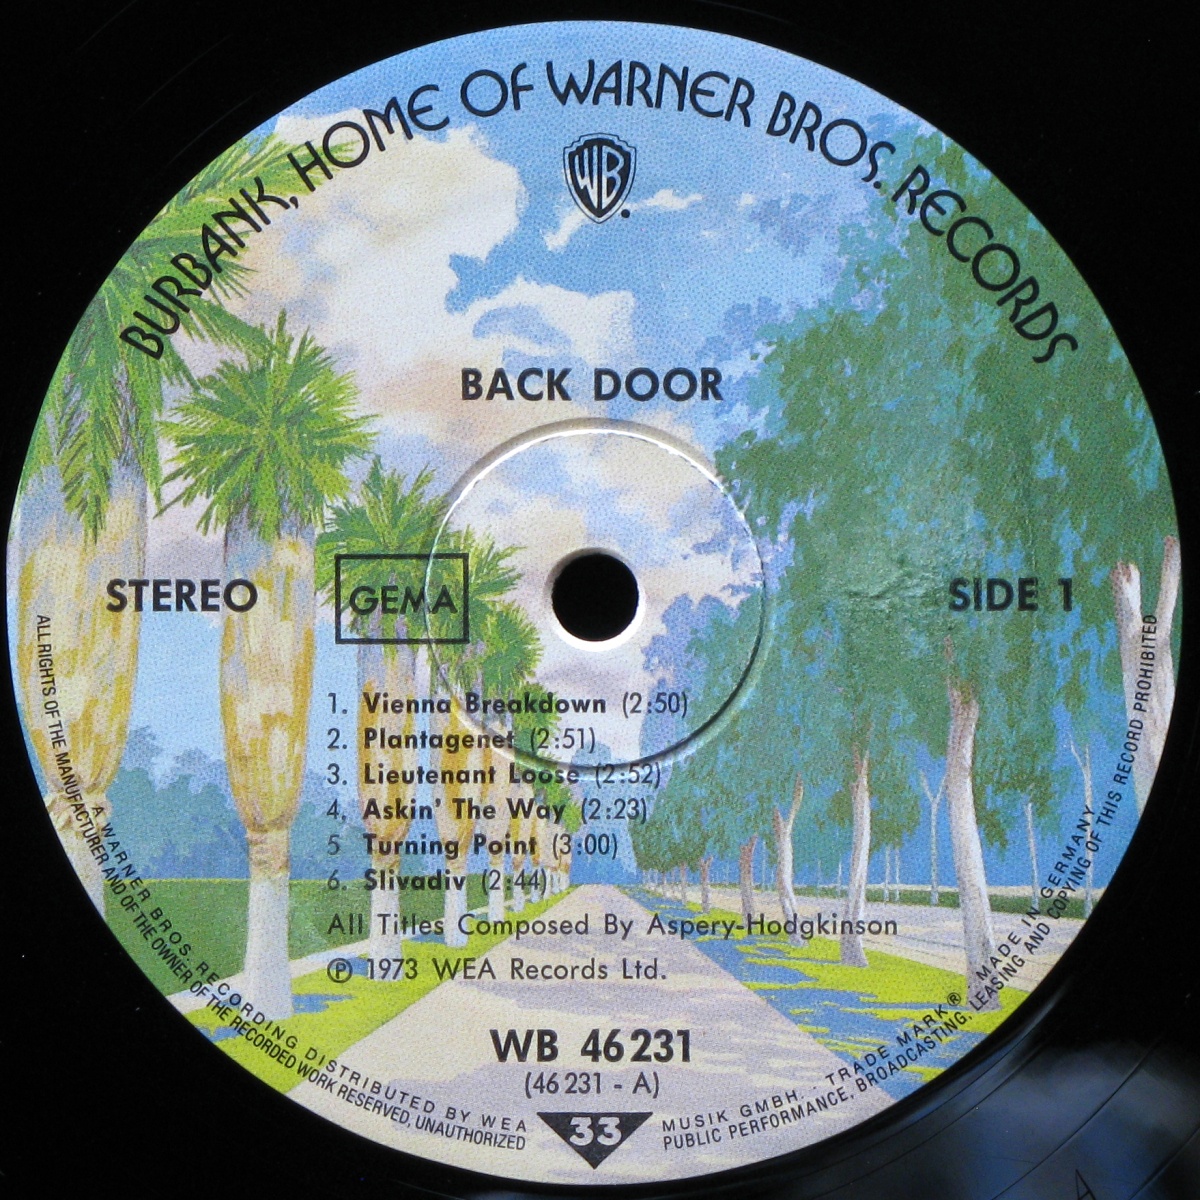 BURBANK, HOME OF WARNER BROS. RECORDS
WB
BACK DOOR
STEREO
GEMA
SIDE 1
1. Vienna Breakdown (2:50)
2. Plantagenet (2:51)
3. Lieutenant Loose (2:52)
4. Askin' The Way (2:23)
5 Turning Point (3:00)
6. Slivadiv (2:44)
All Titles Composed By Aspery-Hodgkinson
℗ 1973 WEA Records Ltd.
WB 46 231
(46 231 - A)
33
A WARNER BROS. RECORDING DISTRIBUTED BY WEA MUSIK GMBH. . TRADE MARK ® . MADE IN GERMANY
ALL RIGHTS OF THE MANUFACTURER AND OF THE OWNER OF THE RECORDED WORK RESERVED, UNAUTHORIZED PUBLIC PERFORMANCE, BROADCASTING, LEASING AND COPYING OF THIS RECORD PROHIBITED
A